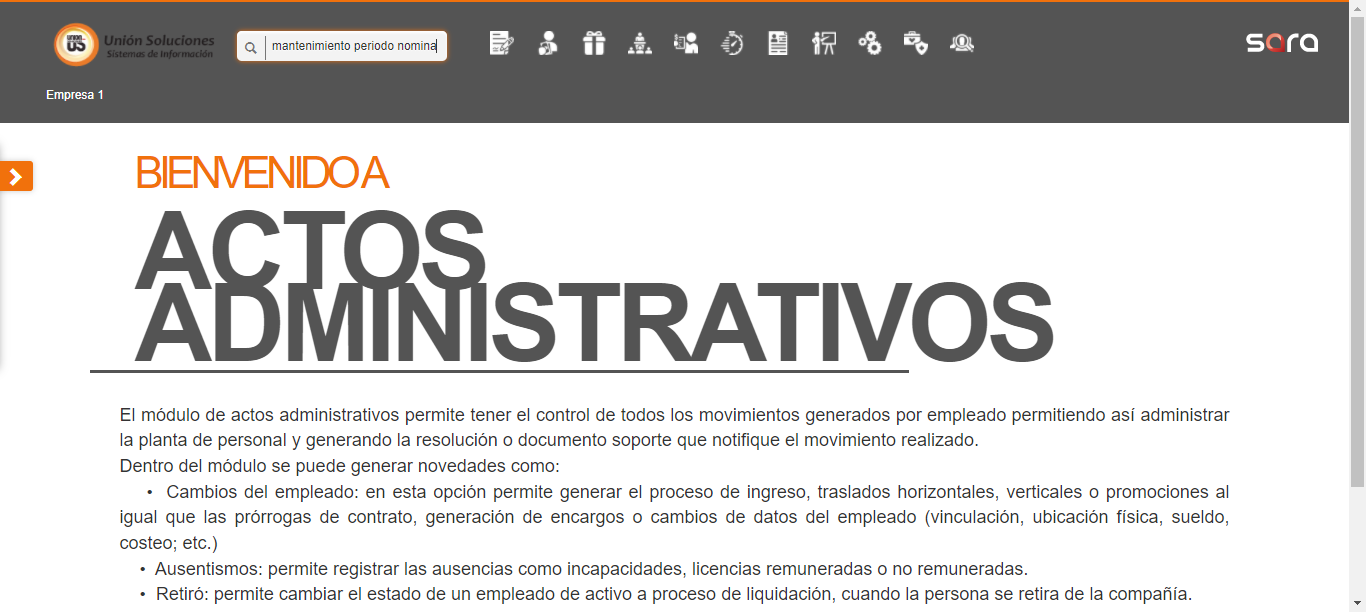 UNION
US
Unión Soluciones
Sistemas de Información
mantenimiento periodo nomina
sara
Empresa 1
BIENVENIDO A
ACTOS
ADMINISTRATIVOS
El módulo de actos administrativos permite tener el control de todos los movimientos generados por empleado permitiendo así administrar
la planta de personal y generando la resolución o documento soporte que notifique el movimiento realizado.
Dentro del módulo se puede generar novedades como:
• Cambios del empleado: en esta opción permite generar el proceso de ingreso, traslados horizontales, verticales o promociones al
igual que las prórrogas de contrato, generación de encargos o cambios de datos del empleado (vinculación, ubicación física, sueldo,
costeo; etc.)
• Ausentismos: permite registrar las ausencias como incapacidades, licencias remuneradas o no remuneradas.
• Retiró: permite cambiar el estado de un empleado de activo a proceso de liquidación, cuando la persona se retira de la compañía.